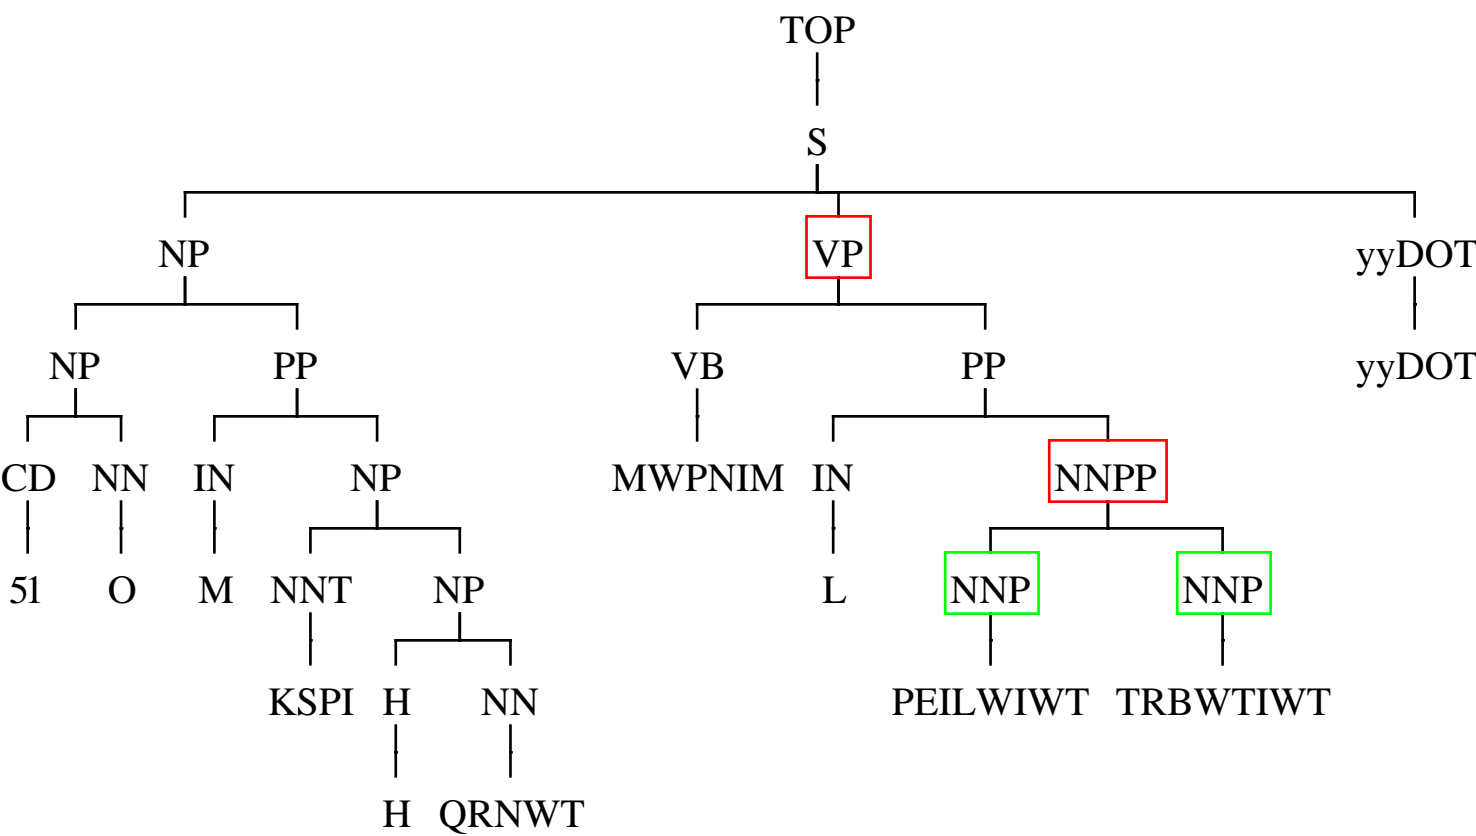 TOP
S
NP VP yyDOT
NP PP VB PP yyDOT
CD NN IN NP MWPNIM IN NNPP
51 O M NNT NP L NNP NNP
KSPI H NN PEILWIWT TRBWTIWT
H QRNWT